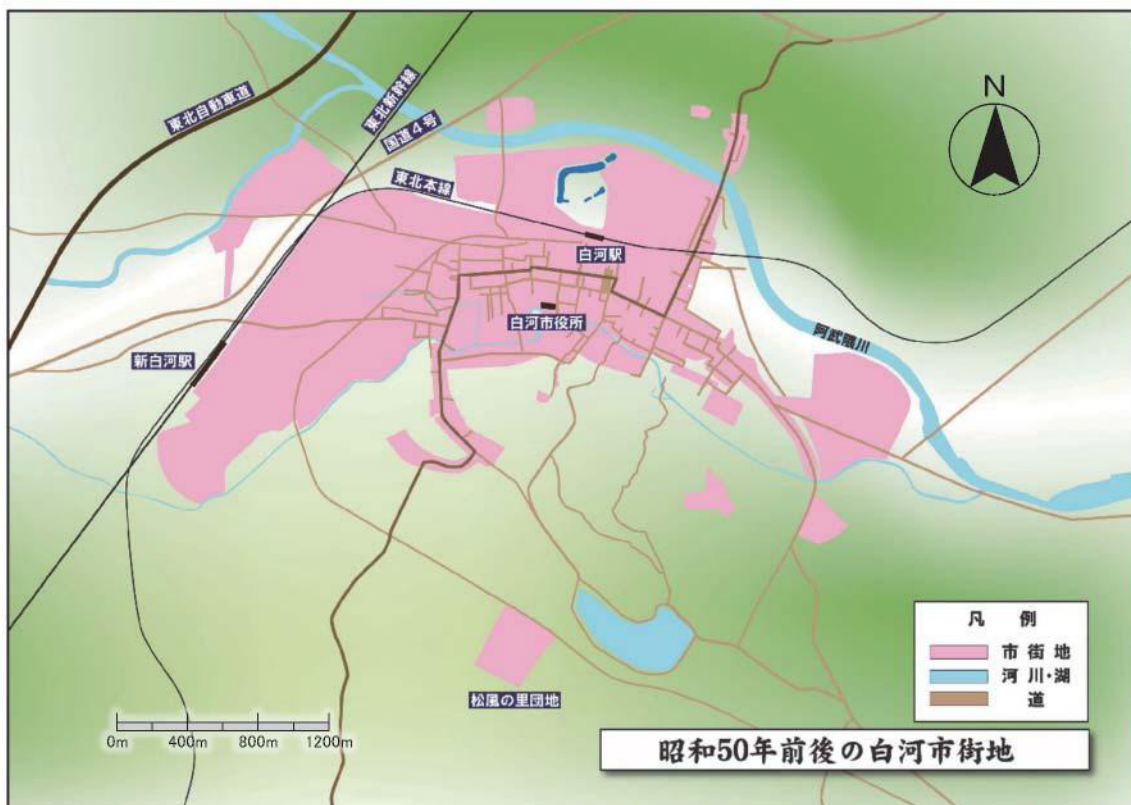 東北自動車道
東北新幹線
国道4号
東北本線
N
白河駅
白河市役所
新白河駅
阿武隈川
松風の里団地
凡例
市街地
河川・湖
道
0m 400m 800m 1200m
昭和50年前後の白河市街地